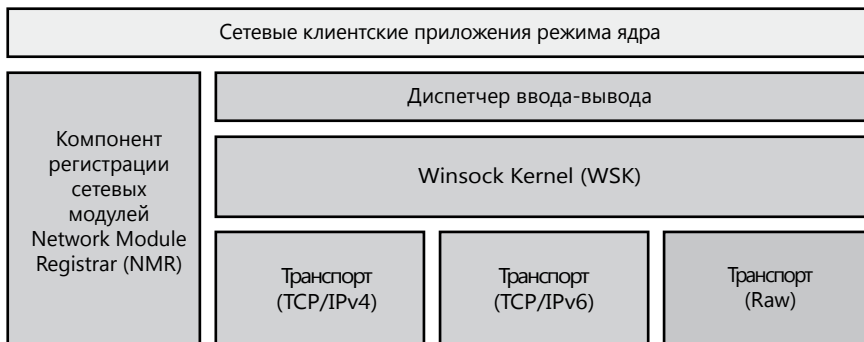 Сетевые клиентские приложения режима ядра
Компонент
регистрации
сетевых
модулей
Network Module
Registrar (NMR)
Диспетчер ввода-вывода
Winsock Kernel (WSK)
Транспорт
(TCP/IPv4)
Транспорт
(TCP/IPv6)
Транспорт
(Raw)